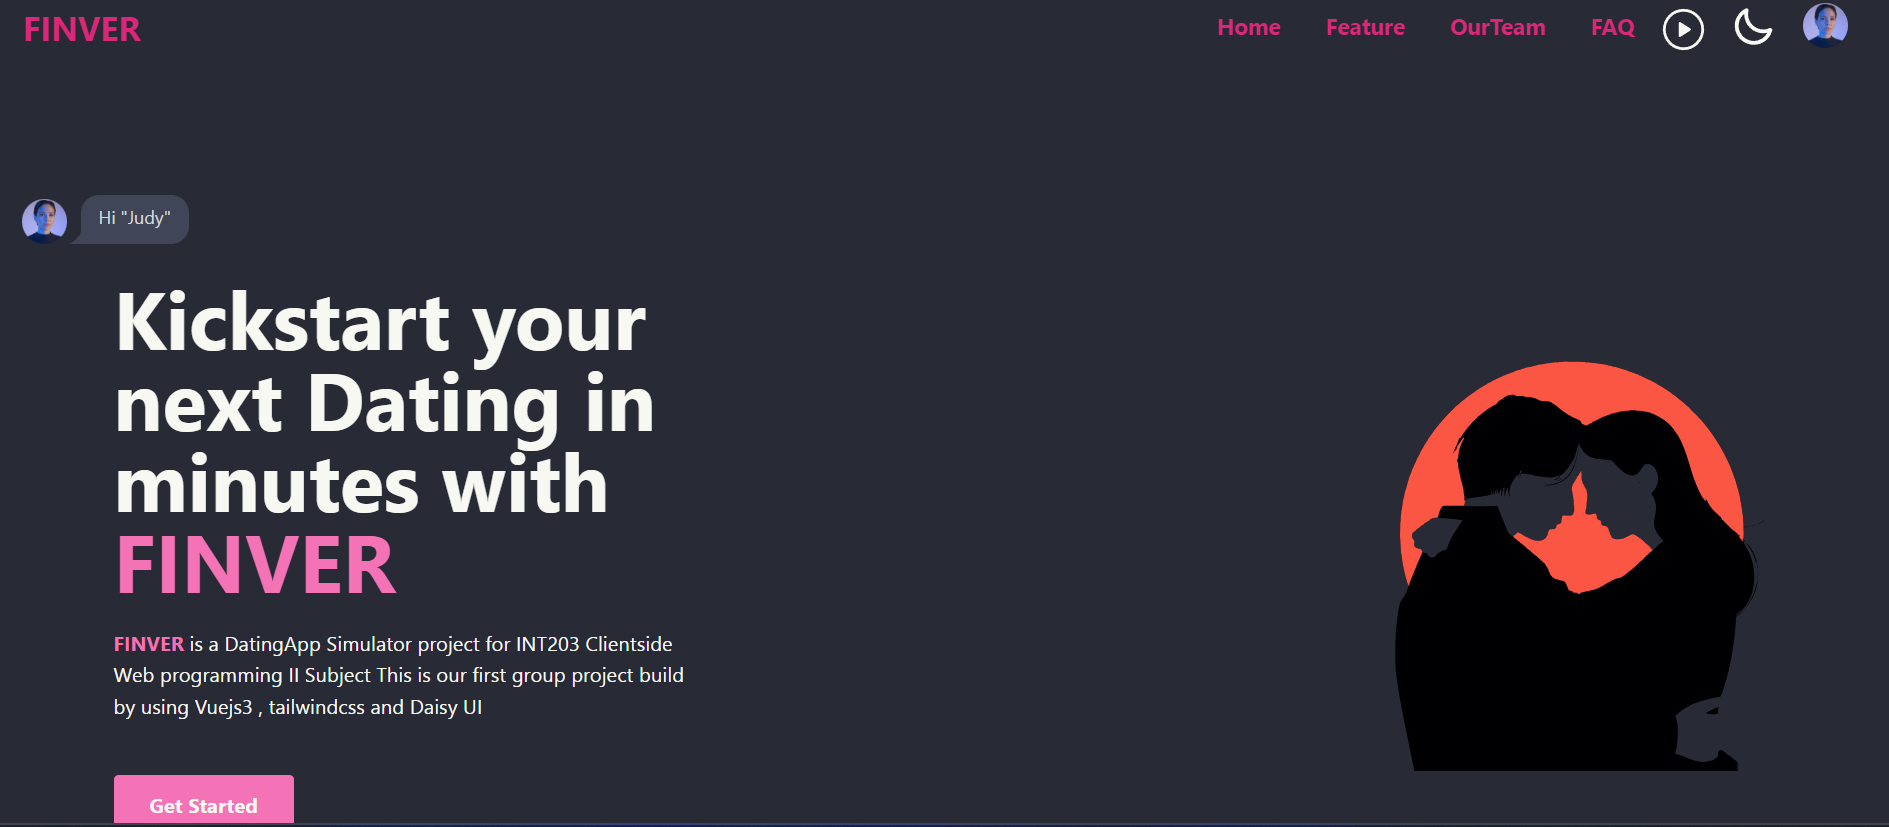 FINVER
Home Feature OurTeam FAQ
Hi "Judy"
Kickstart your
next Dating in
minutes with
FINVER
FINVER is a DatingApp Simulator project for INT203 Clientside
Web programming II Subject This is our first group project build
by using Vuejs3 , tailwindcss and Daisy UI
Get Started